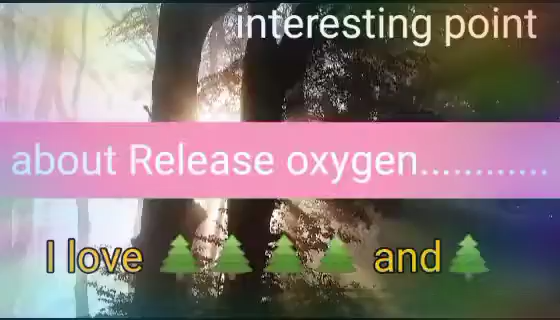 interesting point
about Release oxygen............
I love 🌲🌲🌲🌲 and🌲